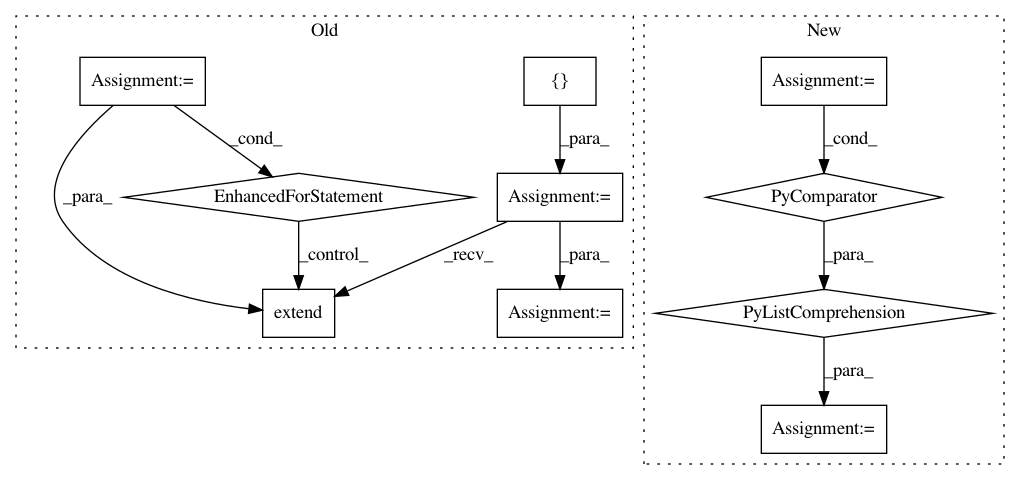 Old
New
Assignment:=
{}
Assignment:=
_cond_
_para_
_cond_
_para_
EnhancedForStatement
Assignment:=
PyComparator
_control_
_recv_
_para_
_para_
extend
Assignment:=
PyListComprehension
_para_
Assignment:=